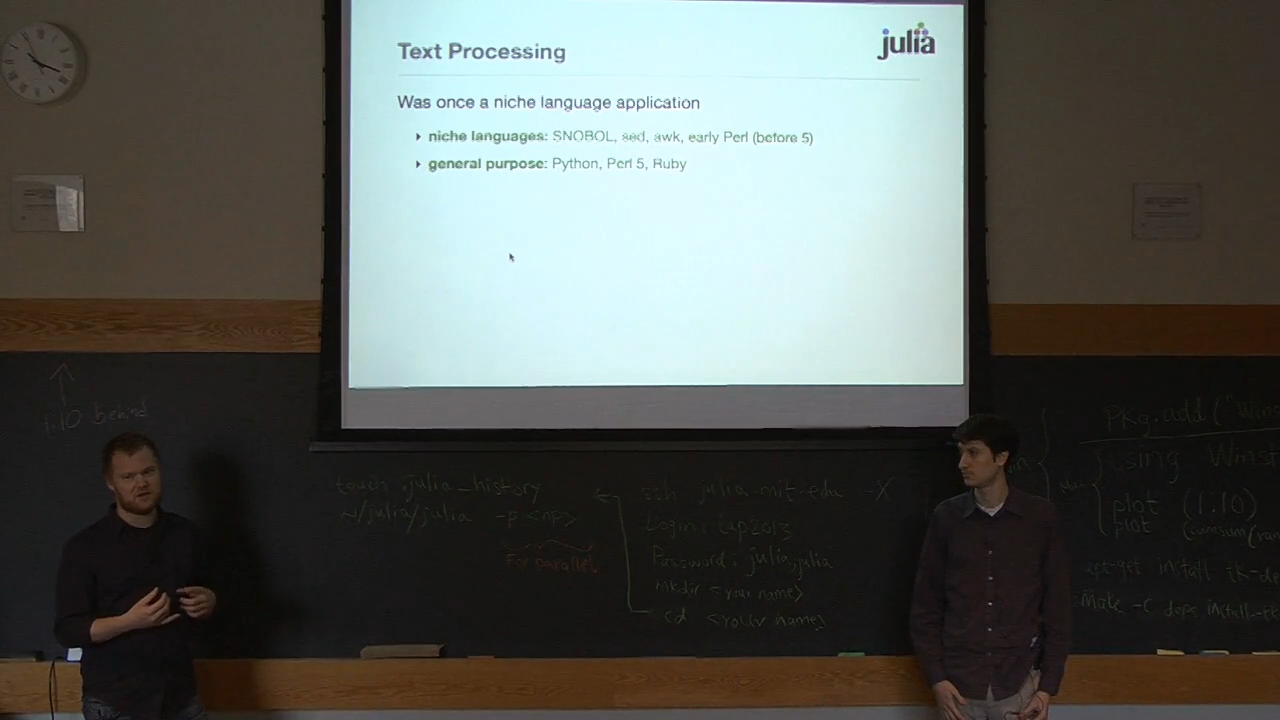 julia
Text Processing
Was once a niche language application
niche languages: SNOBOL, sed, awk, early Perl (before 5)
general purpose: Python, Perl 5, Ruby
1.10 behind
touch .julia_history
~/julia/julia -p <np>
For parallel
ssh julia.mit.edu -X
Login: iap2013
Password: julia,julia
mkdir <your name>
cd <your name>
Pkg.add("Win
using Winst
plot (1:10)
plot (cumsum(ra
apt-get install tk-de
Make -C deps install-tk